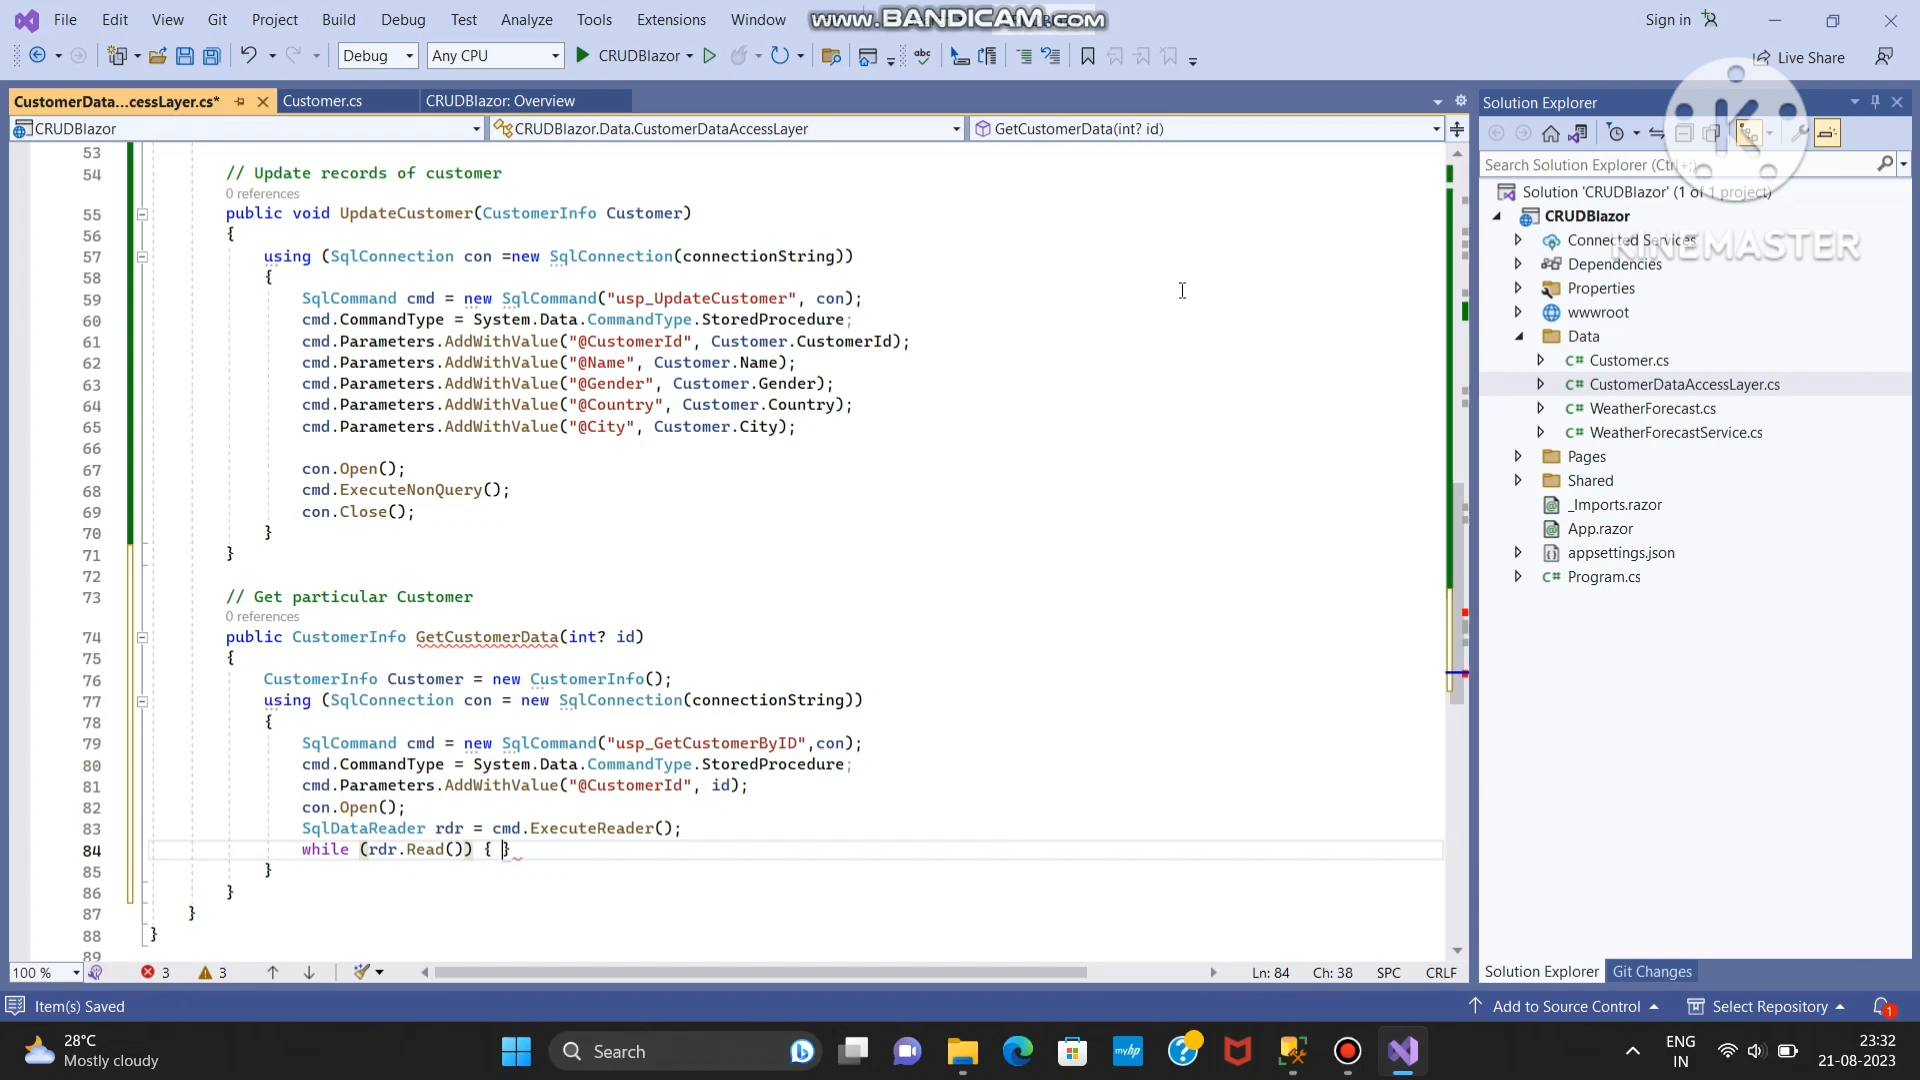 File Edit View Git Project Build Debug Test Analyze Tools Extensions Window
www.BANDICAM.com
Sign in
Debug Any CPU CRUDBlazor Live Share
CustomerData...cessLayer.cs* Customer.cs CRUDBlazor: Overview
CRUDBlazor CRUDBlazor.Data.CustomerDataAccessLayer GetCustomerData(int? id)
53
54 // Update records of customer
0 references
55 public void UpdateCustomer(CustomerInfo Customer)
56 {
57 using (SqlConnection con =new SqlConnection(connectionString))
58 {
59 SqlCommand cmd = new SqlCommand("usp_UpdateCustomer", con);
60 cmd.CommandType = System.Data.CommandType.StoredProcedure;
61 cmd.Parameters.AddWithValue("@CustomerId", Customer.CustomerId);
62 cmd.Parameters.AddWithValue("@Name", Customer.Name);
63 cmd.Parameters.AddWithValue("@Gender", Customer.Gender);
64 cmd.Parameters.AddWithValue("@Country", Customer.Country);
65 cmd.Parameters.AddWithValue("@City", Customer.City);
66
67 con.Open();
68 cmd.ExecuteNonQuery();
69 con.Close();
70 }
71 }
72
73 // Get particular Customer
0 references
74 public CustomerInfo GetCustomerData(int? id)
75 {
76 CustomerInfo Customer = new CustomerInfo();
77 using (SqlConnection con = new SqlConnection(connectionString))
78 {
79 SqlCommand cmd = new SqlCommand("usp_GetCustomerByID",con);
80 cmd.CommandType = System.Data.CommandType.StoredProcedure;
81 cmd.Parameters.AddWithValue("@CustomerId", id);
82 con.Open();
83 SqlDataReader rdr = cmd.ExecuteReader();
84 while (rdr.Read()) { }
85 }
86 }
87 }
88 }
89
100 % 3 3 Ln: 84 Ch: 38 SPC CRLF
Solution Explorer
K
Search Solution Explorer (Ctrl+;)
Solution 'CRUDBlazor' (1 of 1 project)
CRUDBlazor
Connected Services
KINEMASTER
Dependencies
Properties
wwwroot
Data
C# Customer.cs
C# CustomerDataAccessLayer.cs
C# WeatherForecast.cs
C# WeatherForecastService.cs
Pages
Shared
_Imports.razor
App.razor
appsettings.json
C# Program.cs
Solution Explorer Git Changes
Item(s) Saved Add to Source Control Select Repository 1
28°C
Mostly cloudy
Search
myhp
ENG
IN
23:32
21-08-2023